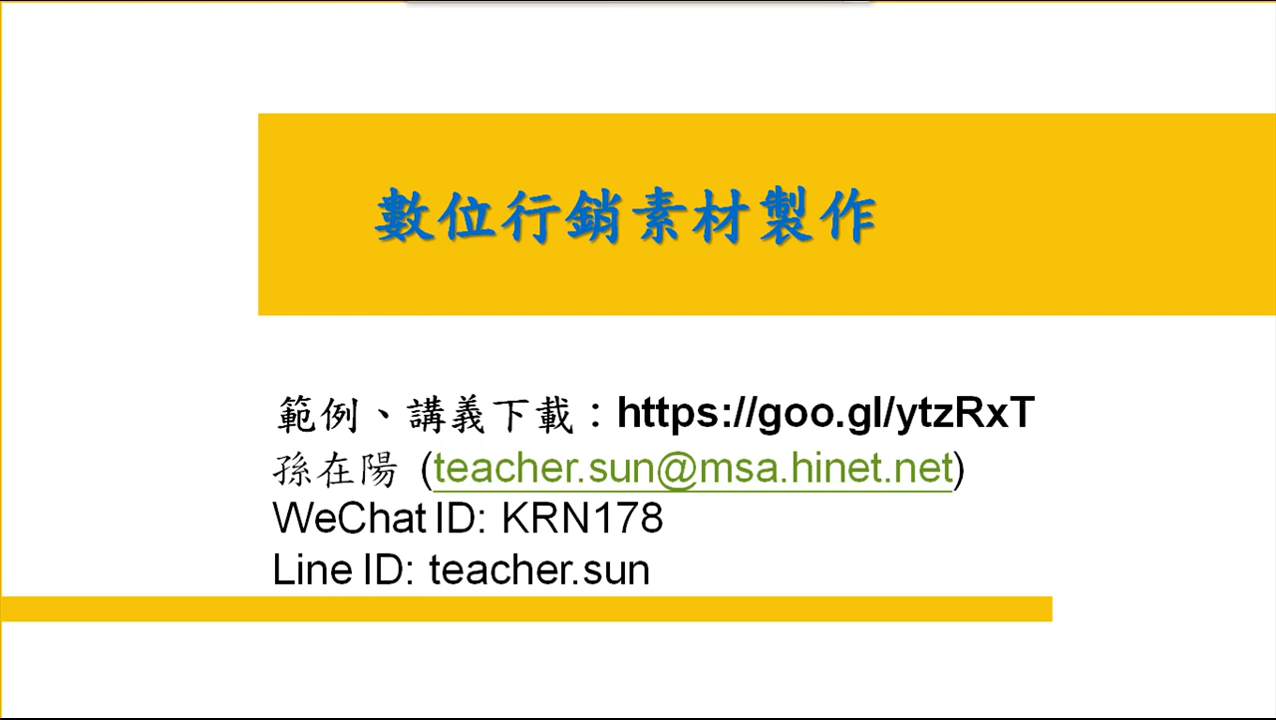 數位行銷素材製作
範例、講義下載：https://goo.gl/ytzRxT
孫在陽 (teacher.sun@msa.hinet.net)
WeChat ID: KRN178
Line ID: teacher.sun